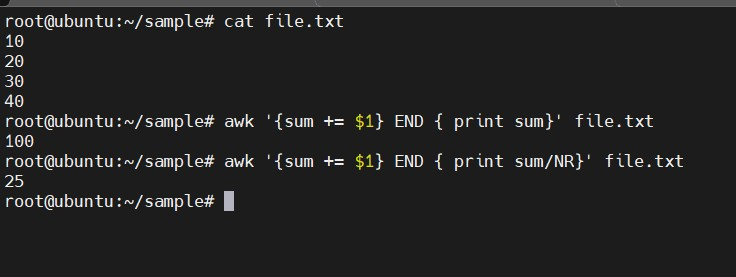 root@ubuntu:~/sample# cat file.txt
10
20
30
40
root@ubuntu:~/sample# awk '{sum += $1} END { print sum}' file.txt
100
root@ubuntu:~/sample# awk '{sum += $1} END { print sum/NR}' file.txt
25
root@ubuntu:~/sample#